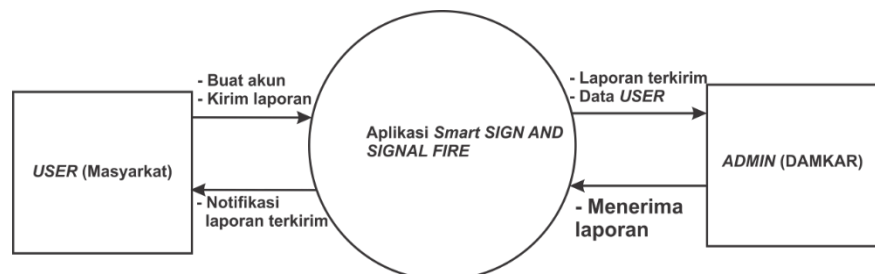 USER (Masyarkat)
- Buat akun
- Kirim laporan
- Notifikasi
laporan terkirim
Aplikasi Smart SIGN AND
SIGNAL FIRE
- Laporan terkirim
- Data USER
- Menerima
laporan
ADMIN (DAMKAR)